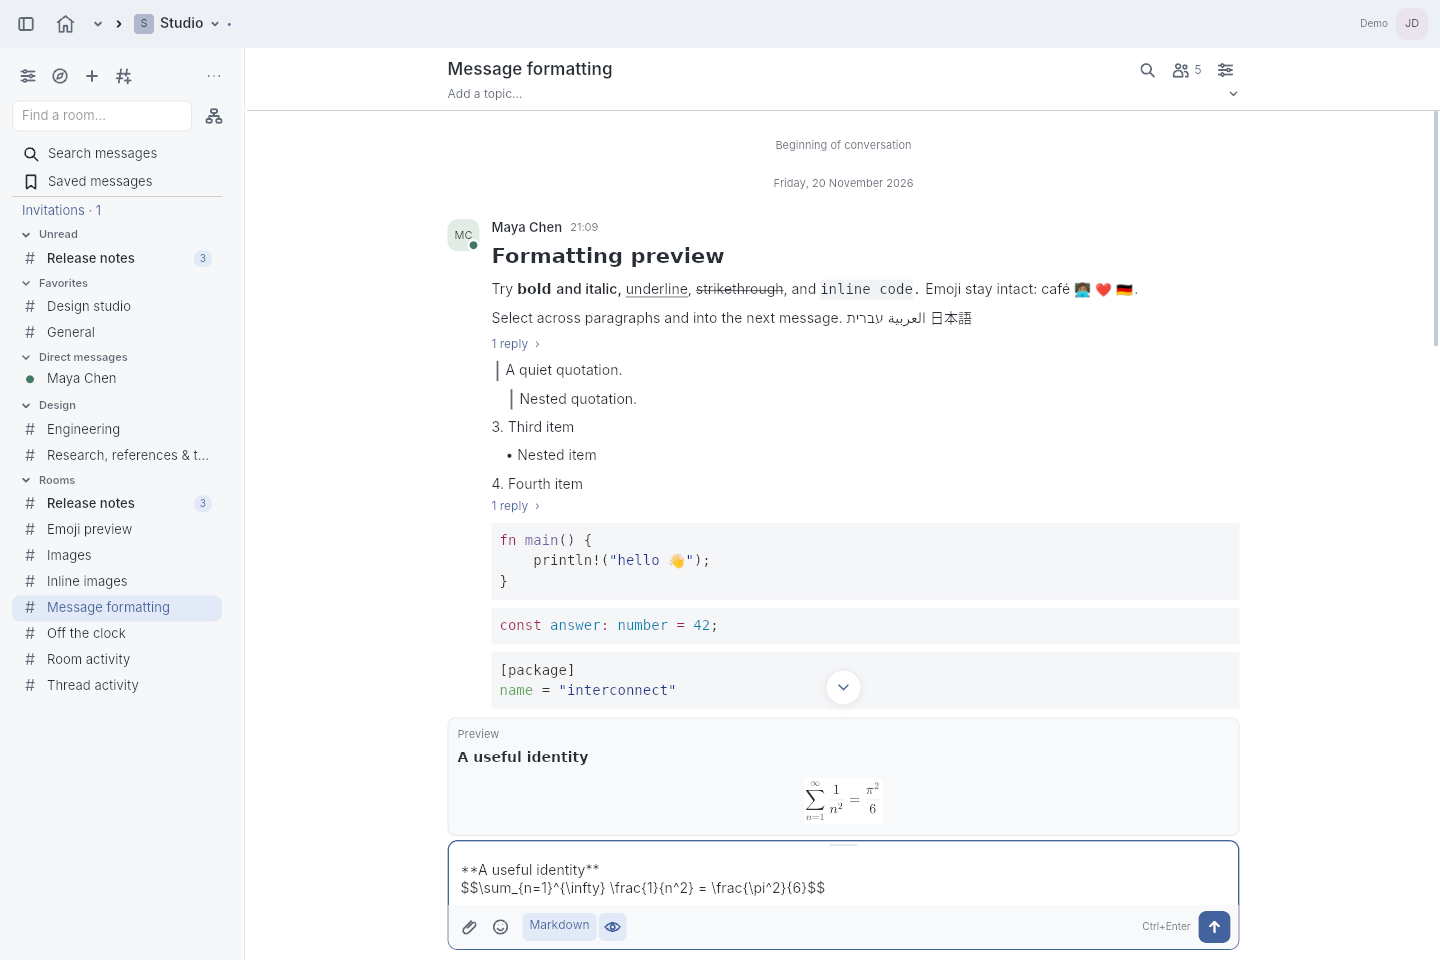 S Studio
Demo JD
Find a room...
Search messages
Saved messages
Invitations · 1
Unread
# Release notes 3
Favorites
# Design studio
# General
Direct messages
Maya Chen
Design
# Engineering
# Research, references & t...
Rooms
# Release notes 3
# Emoji preview
# Images
# Inline images
# Message formatting
# Off the clock
# Room activity
# Thread activity
Message formatting
5
Add a topic...
Beginning of conversation
Friday, 20 November 2026
MC Maya Chen 21:09
Formatting preview
Try bold and italic, underline, strikethrough, and inline code. Emoji stay intact: café 🧑🏽‍💻 ❤️ 🇩🇪.
Select across paragraphs and into the next message. العربية עברית 日本語
1 reply ›
A quiet quotation.
Nested quotation.
3. Third item
• Nested item
4. Fourth item
1 reply ›
fn main() {
println!("hello 👋");
}
const answer: number = 42;
[package]
name = "interconnect"
Preview
A useful identity
∑_{n=1}^{∞} 1/n² = π²/6
**A useful identity**
$$\sum_{n=1}^{\infty} \frac{1}{n^2} = \frac{\pi^2}{6}$$
Markdown
Ctrl+Enter